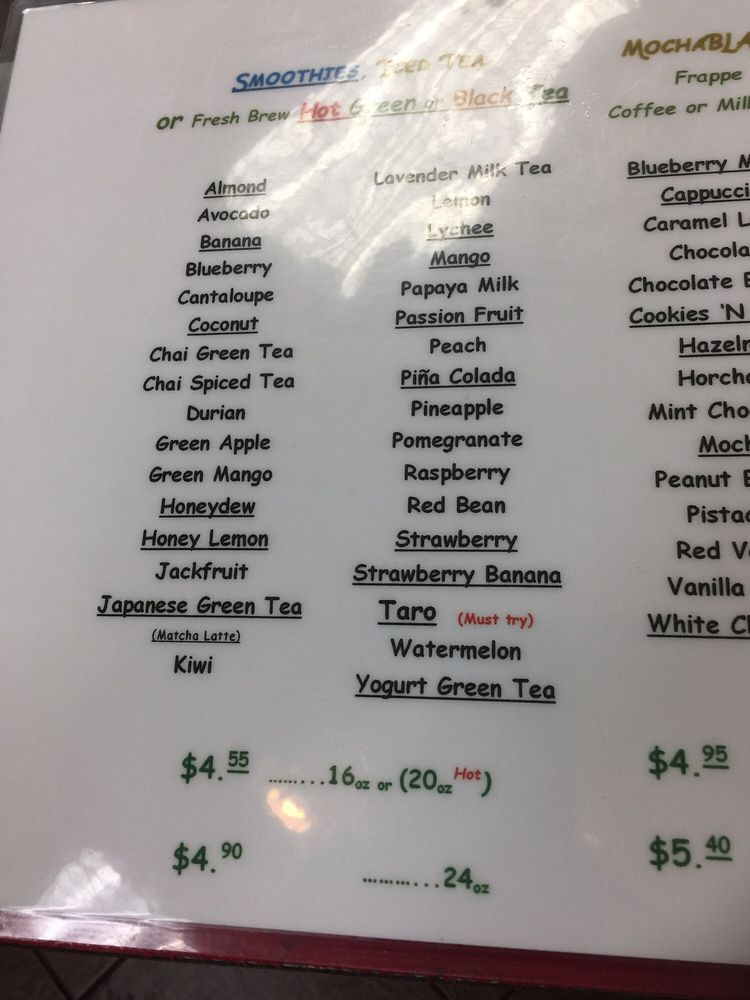 SMOOTHIES, ICED TEA
or Fresh Brew Hot Green or Black Tea
Almond
Avocado
Banana
Blueberry
Cantaloupe
Coconut
Chai Green Tea
Chai Spiced Tea
Durian
Green Apple
Green Mango
Honeydew
Honey Lemon
Jackfruit
Japanese Green Tea
(Matcha Latte)
Kiwi
Lavender Milk Tea
Lemon
Lychee
Mango
Papaya Milk
Passion Fruit
Peach
Piña Colada
Pineapple
Pomegranate
Raspberry
Red Bean
Strawberry
Strawberry Banana
Taro (Must try)
Watermelon
Yogurt Green Tea
$4.55 .........16oz or (20oz Hot)
$4.90 ..........24oz
MOCHABLA
Frappe
Coffee or Mil
Blueberry M
Cappucci
Caramel L
Chocola
Chocolate
Cookies 'N
Hazeln
Horcha
Mint Cho
Moch
Peanut
Pistac
Red V
Vanilla
White Ch
$4.95
$5.40